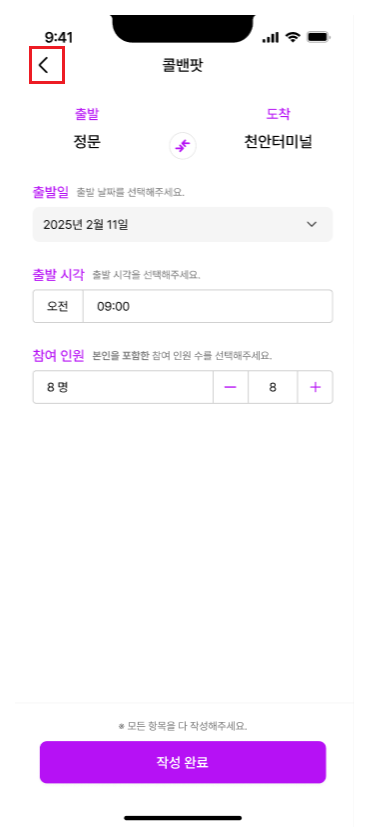 9:41
콜밴팟
출발 도착
정문 천안터미널
출발일 출발 날짜를 선택해주세요.
2025년 2월 11일
출발 시각 출발 시각을 선택해주세요.
오전 09:00
참여 인원 본인을 포함한 참여 인원 수를 선택해주세요.
8 명 — 8 +
※ 모든 항목을 다 작성해주세요.
작성 완료